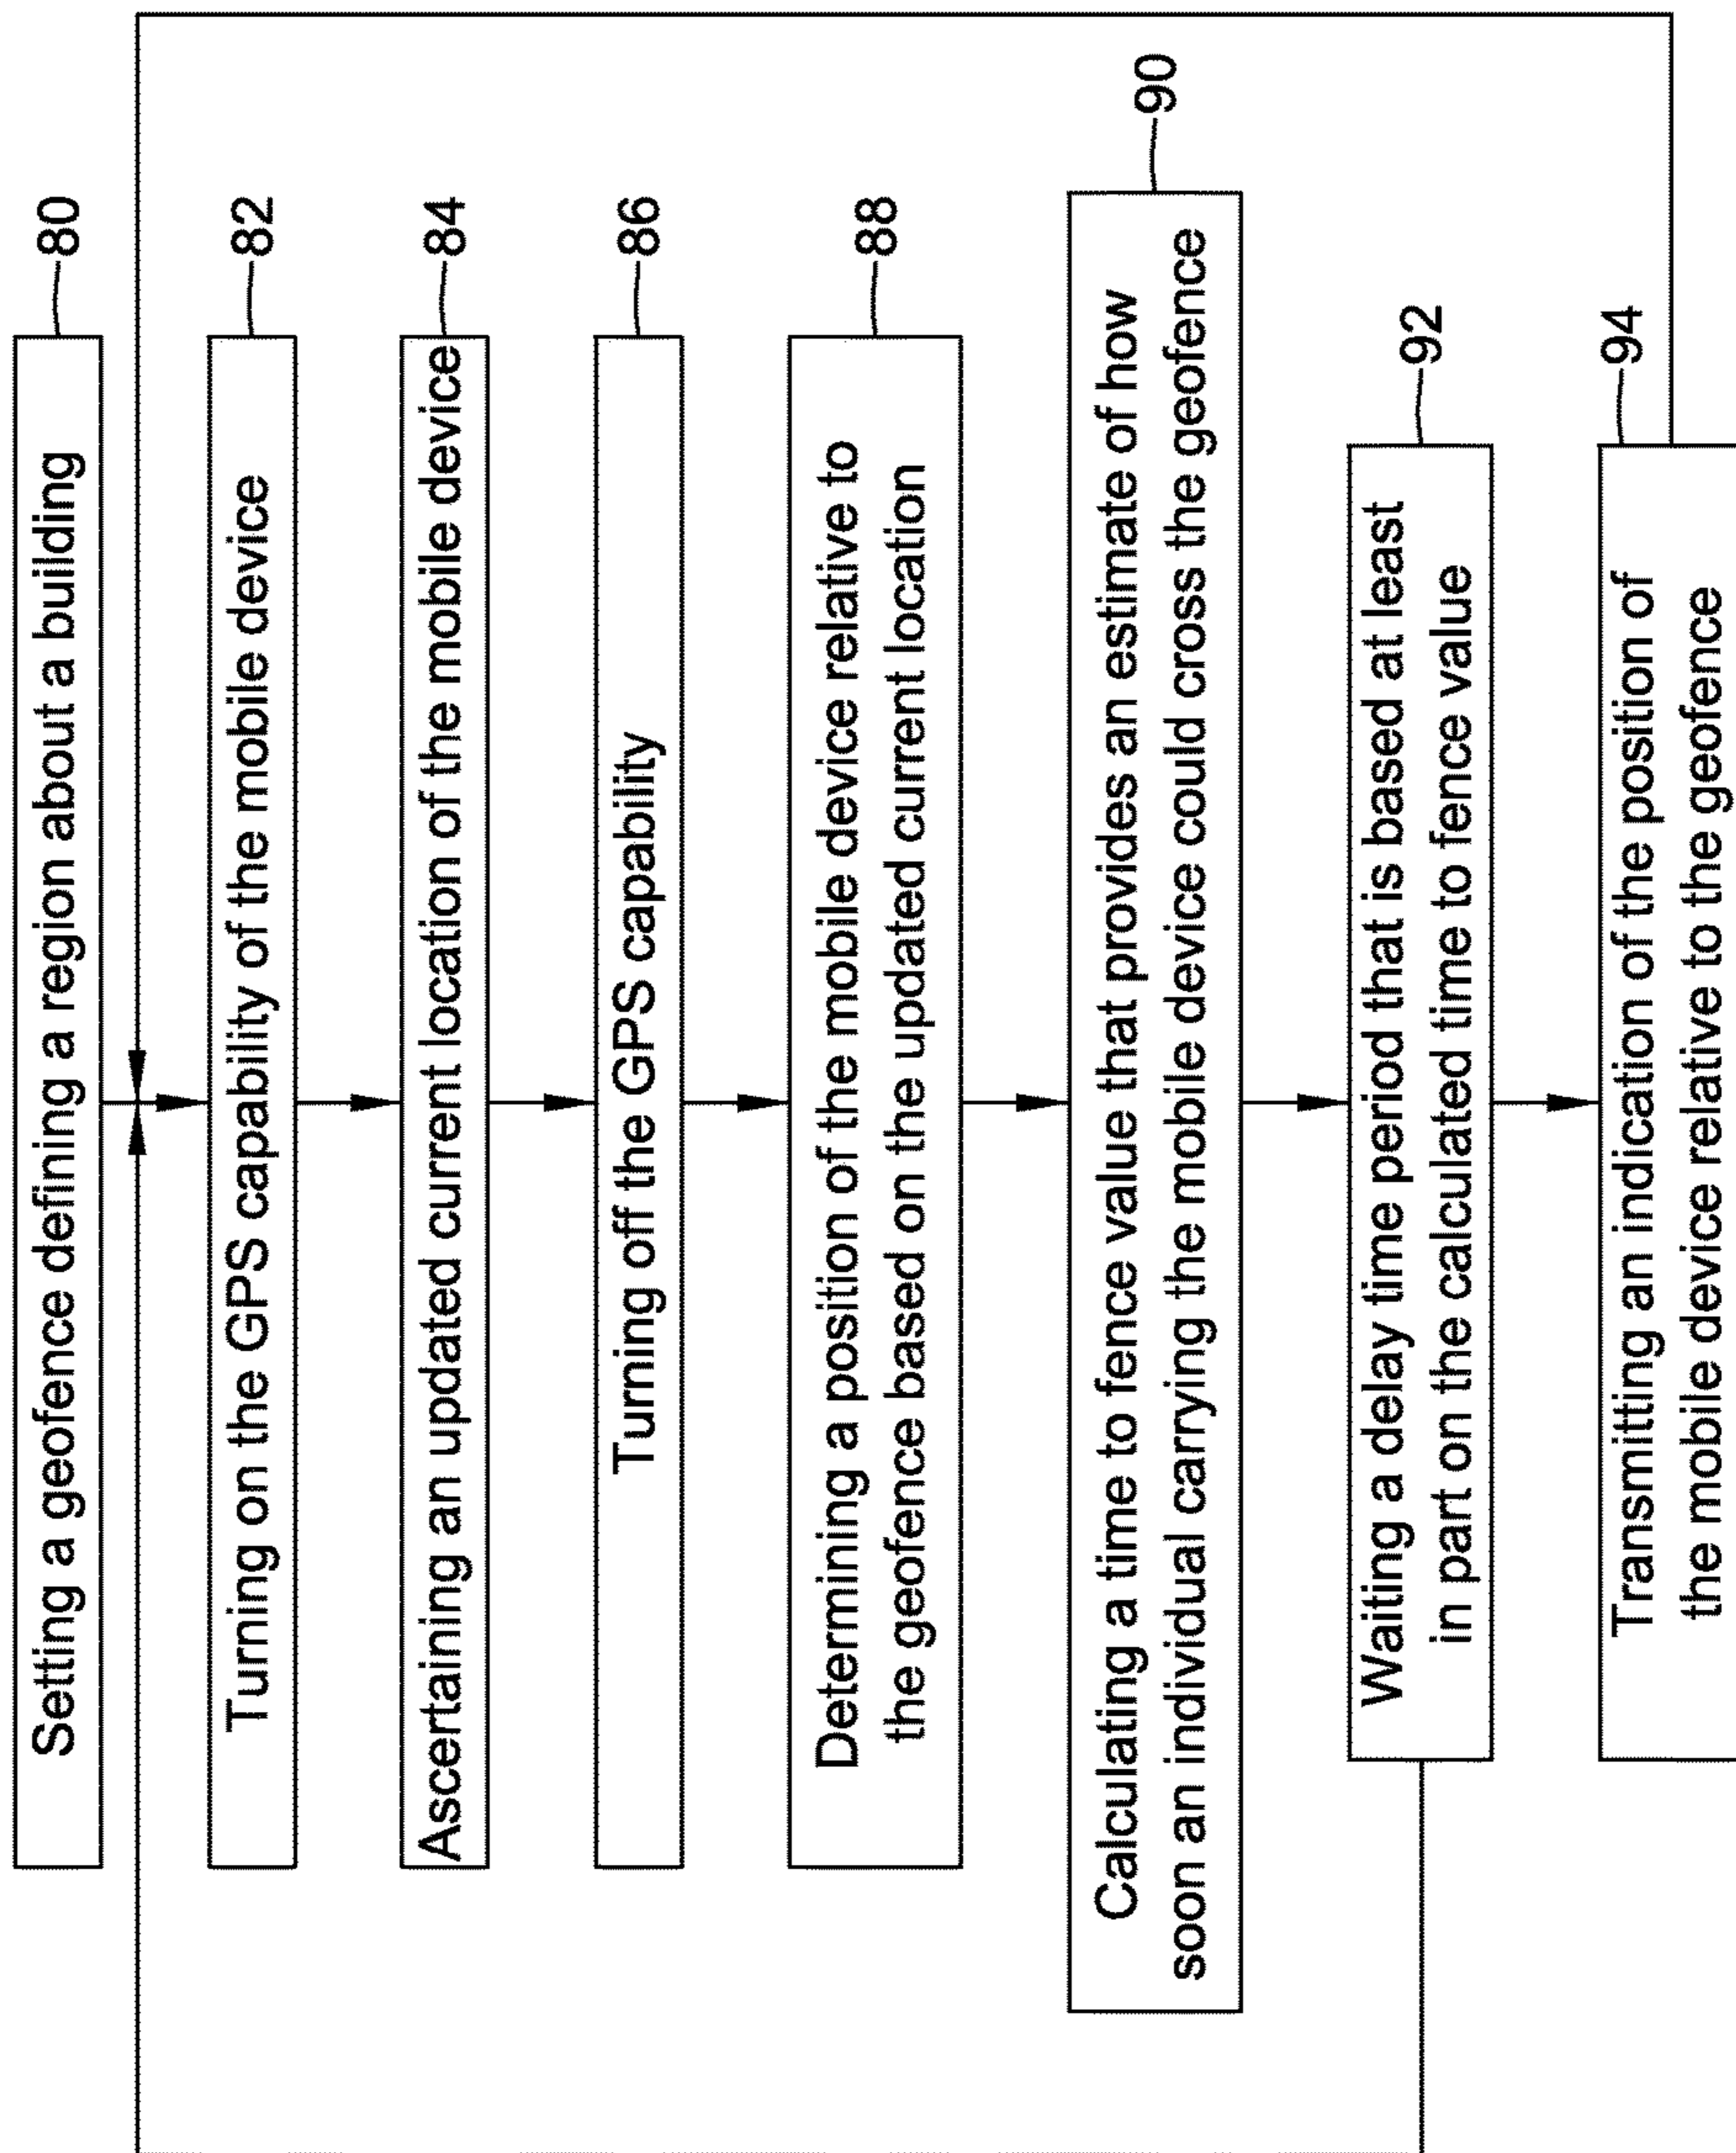 Setting a geofence defining a region about a building
80
Turning on the GPS capability of the mobile device
82
Ascertaining an updated current location of the mobile device
84
Turning off the GPS capability
86
Determining a position of the mobile device relative to
the geofence based on the updated current location
88
Calculating a time to fence value that provides an estimate of how
soon an individual carrying the mobile device could cross the geofence
90
Waiting a delay time period that is based at least
in part on the calculated time to fence value
92
Transmitting an indication of the position of
the mobile device relative to the geofence
94